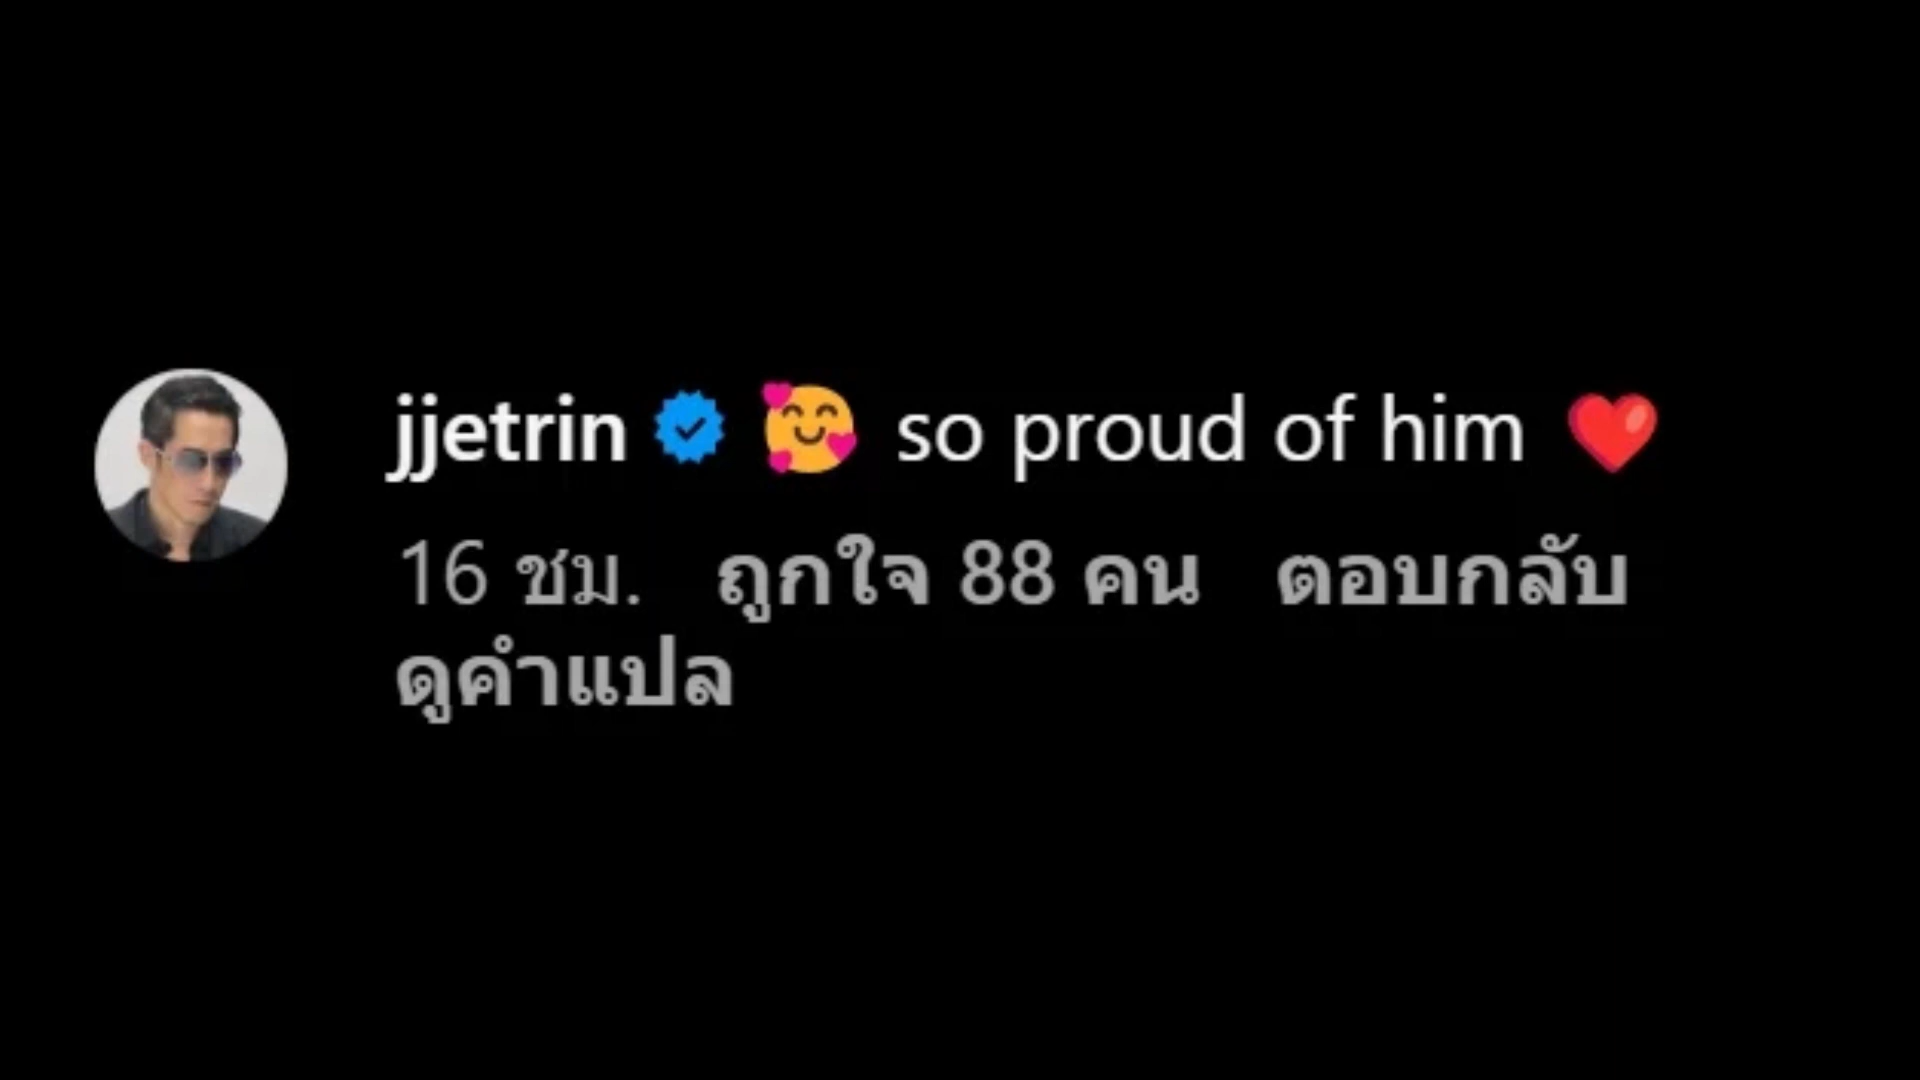 jjetrin 🥰 so proud of him ❤️
16 ชม. ถูกใจ 88 คน ตอบกลับ
ดูคำแปล